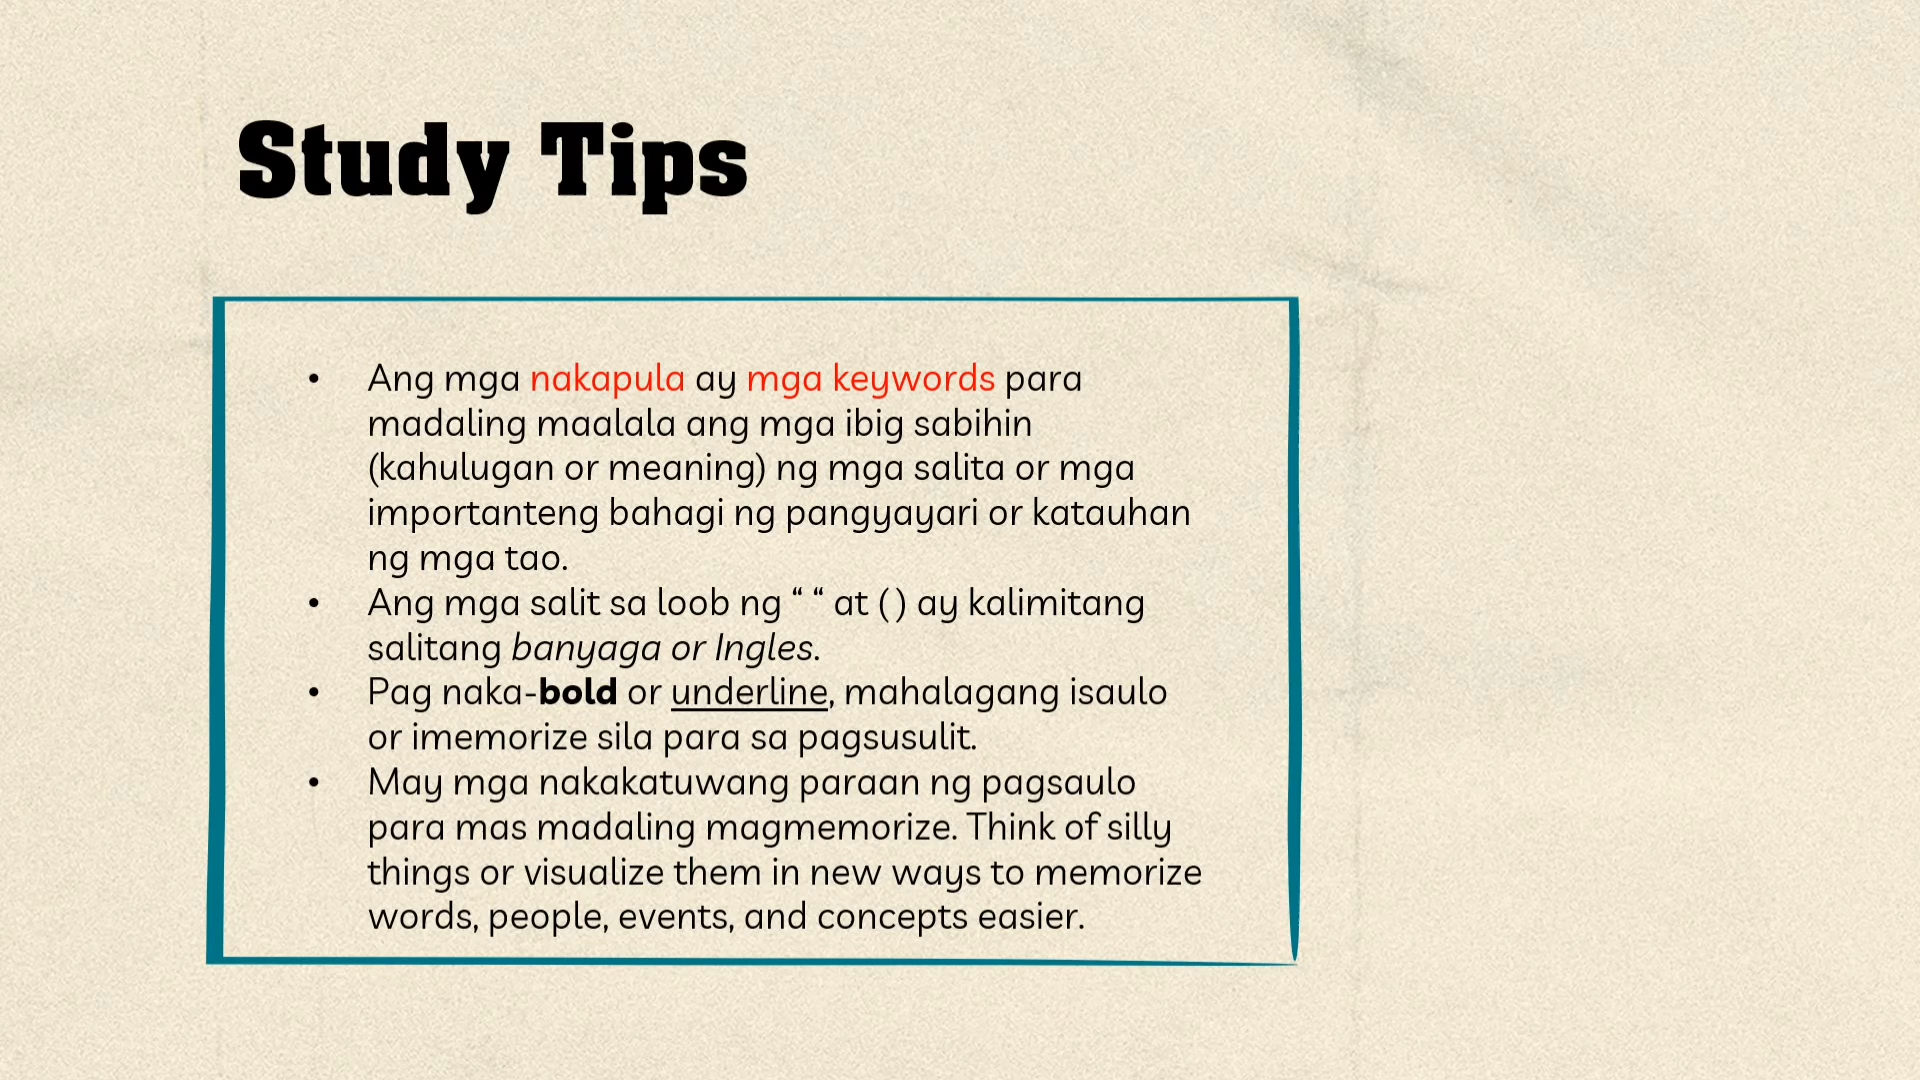 Study Tips
• Ang mga nakapula ay mga keywords para
madaling maalala ang mga ibig sabihin
(kahulugan or meaning) ng mga salita or mga
importanteng bahagi ng pangyayari or katauhan
ng mga tao.
• Ang mga salit sa loob ng “ “ at ( ) ay kalimitang
salitang banyaga or Ingles.
• Pag naka-bold or underline, mahalagang isaulo
or imemorize sila para sa pagsusulit.
• May mga nakakatuwang paraan ng pagsaulo
para mas madaling magmemorize. Think of silly
things or visualize them in new ways to memorize
words, people, events, and concepts easier.